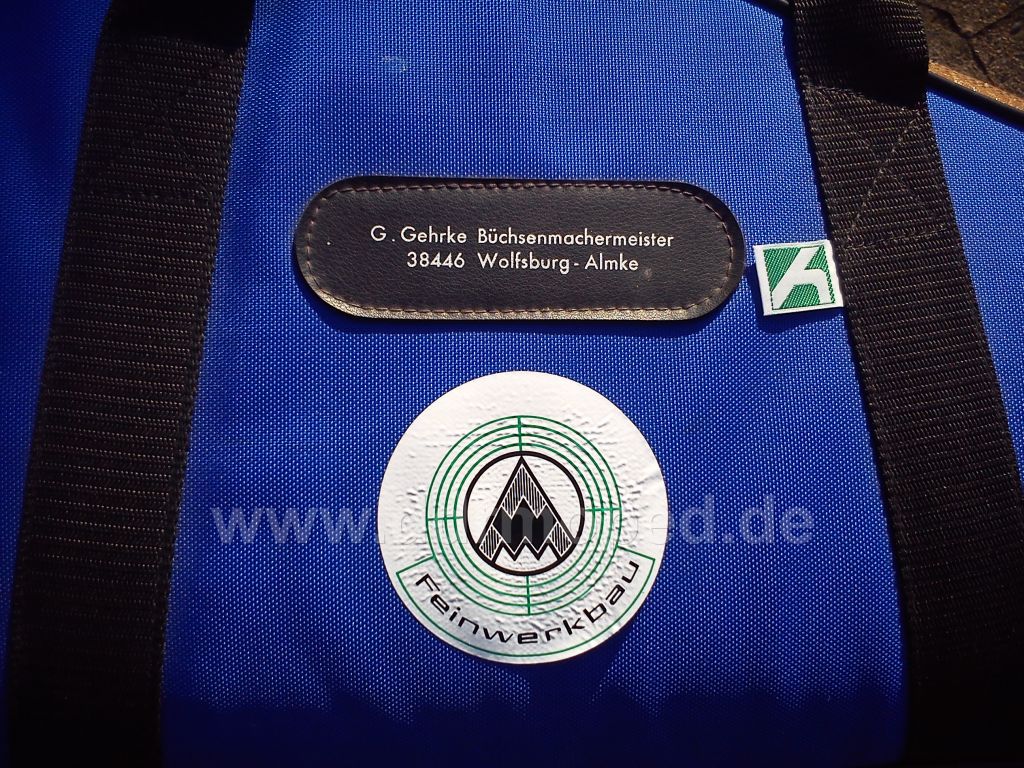 G. Gehrke Büchsenmachermeister
38446 Wolfsburg - Almke
Feinwerkbau